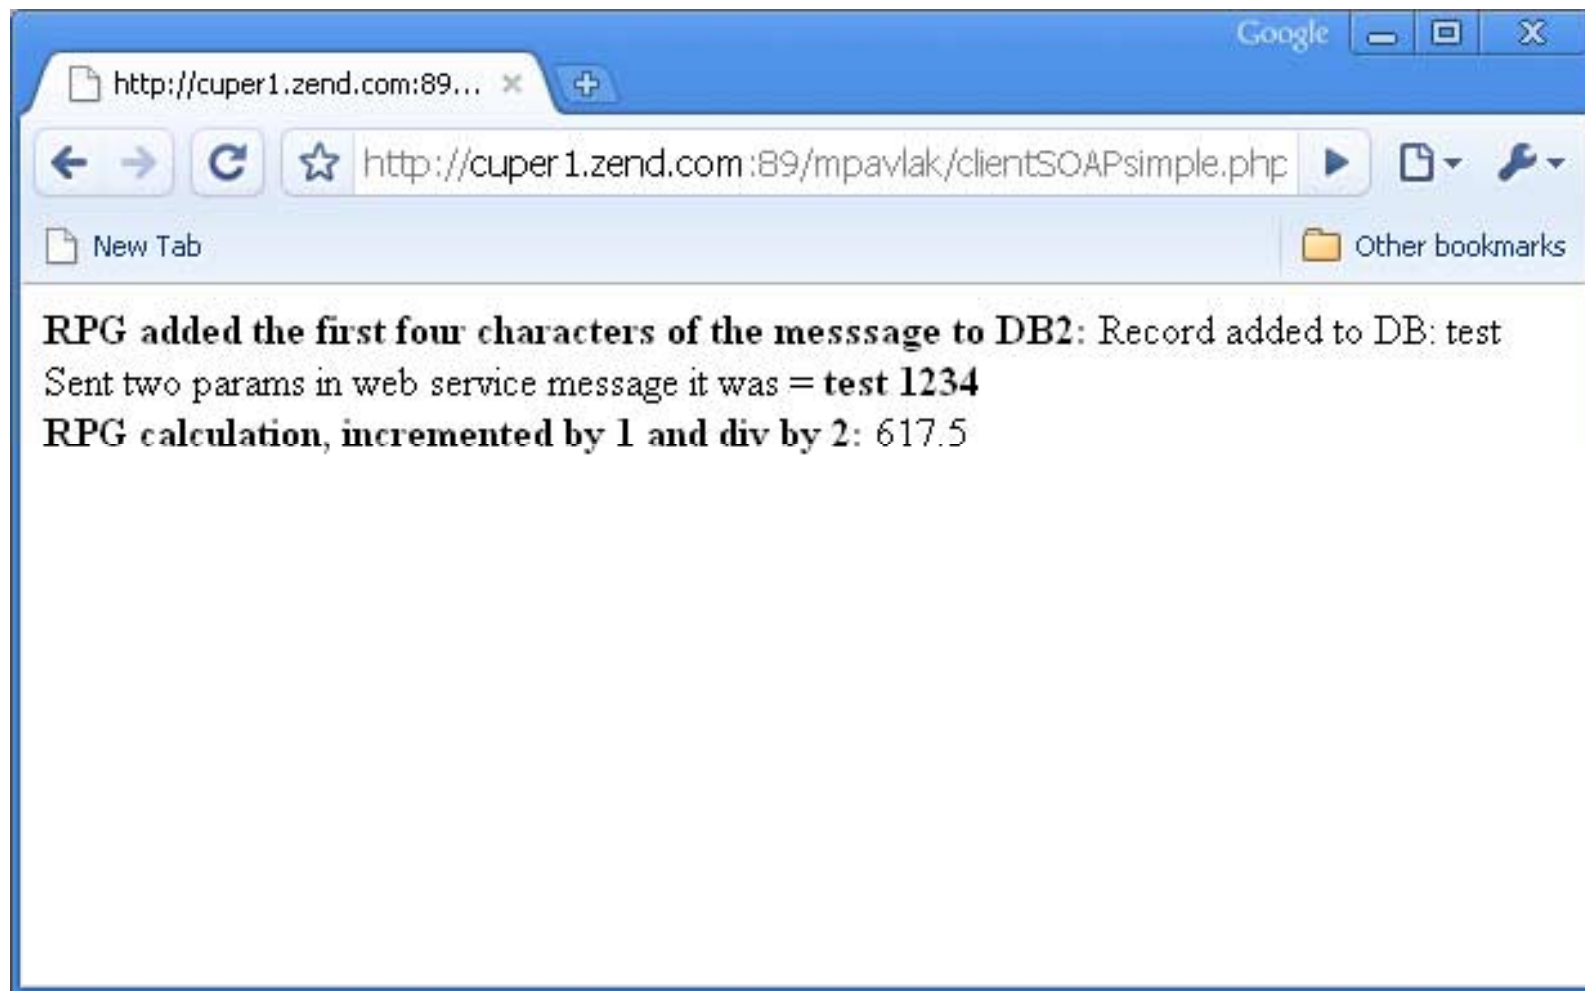 Google
http://cuper1.zend.com:89...
http://cuper1.zend.com:89/mpavlak/clientSOAPsimple.php
New Tab
Other bookmarks
RPG added the first four characters of the messsage to DB2: Record added to DB: test
Sent two params in web service message it was = test 1234
RPG calculation, incremented by 1 and div by 2: 617.5